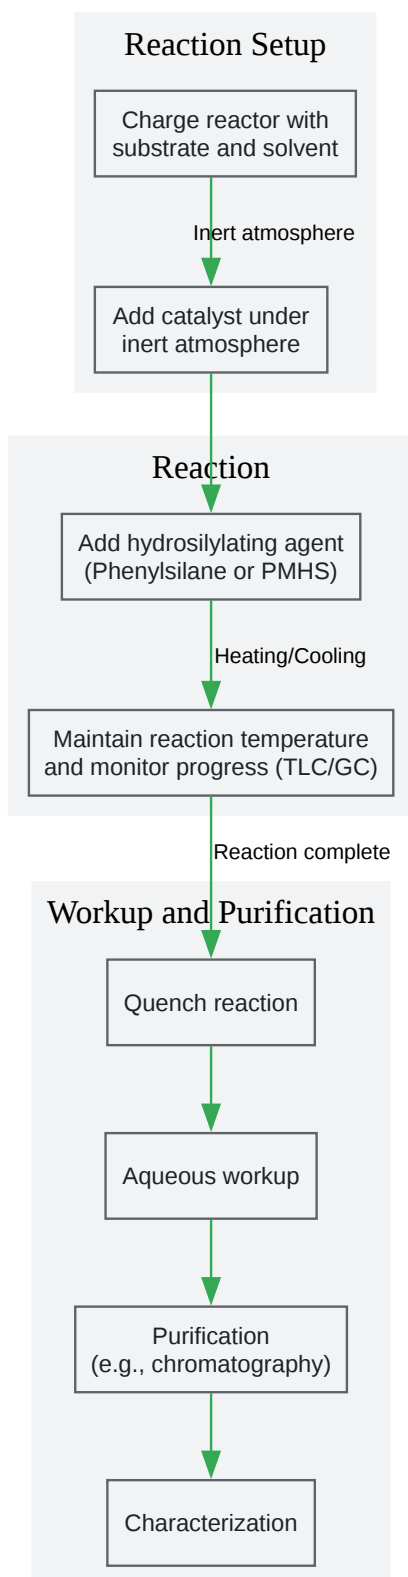 Reaction Setup
Charge reactor with
substrate and solvent
Inert atmosphere
Add catalyst under
inert atmosphere
Reaction
Add hydrosilylating agent
(Phenylsilane or PMHS)
Heating/Cooling
Maintain reaction temperature
and monitor progress (TLC/GC)
Reaction complete
Workup and Purification
Quench reaction
Aqueous workup
Purification
(e.g., chromatography)
Characterization